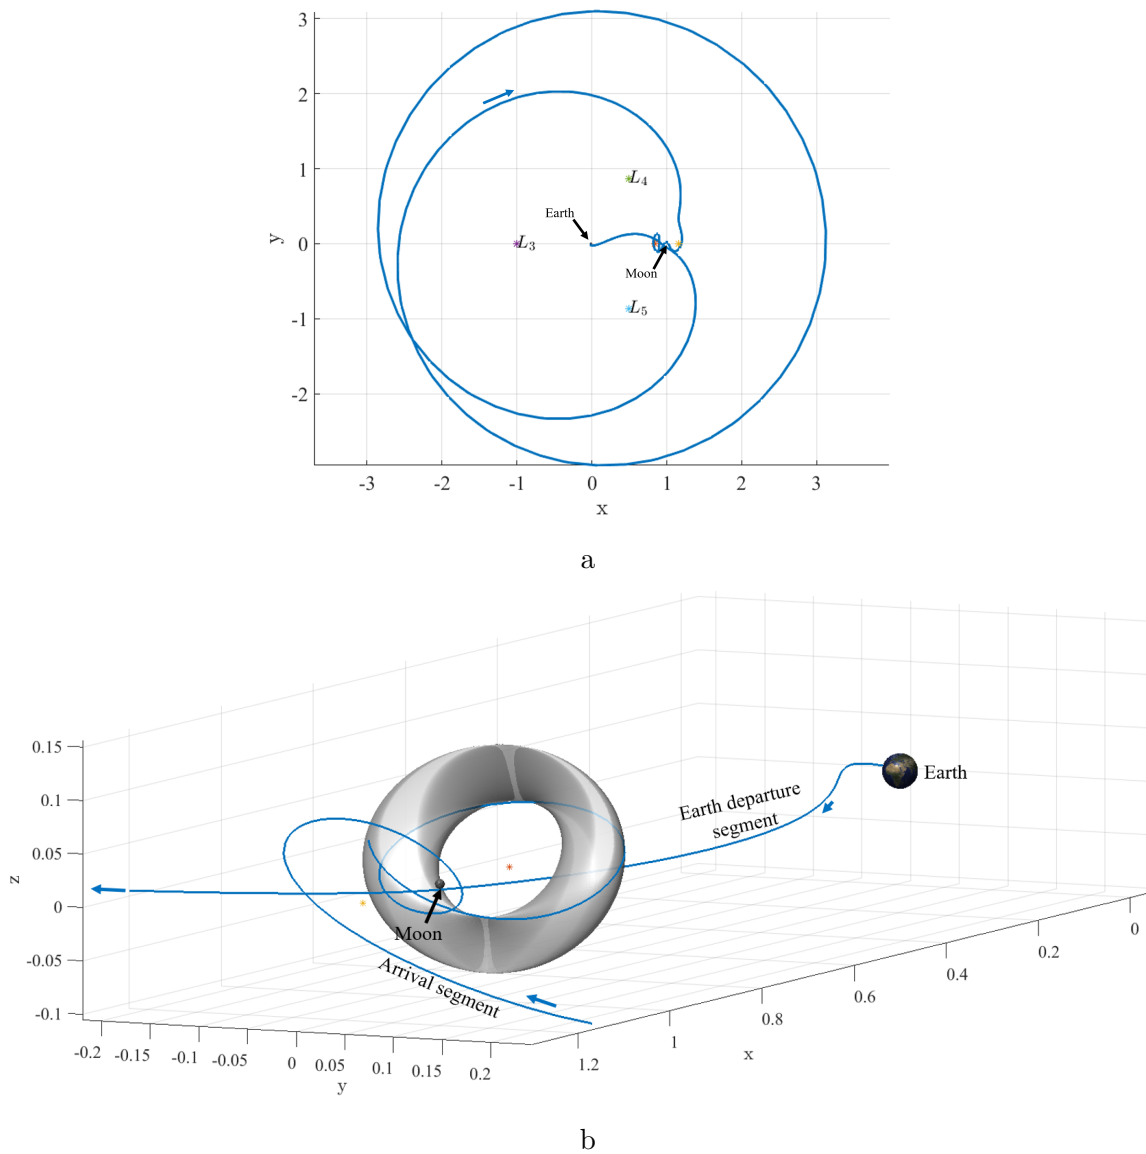 3
2
1
0
-1
-2
y
L4
Earth
L3
Moon
L5
-3 -2 -1 0 1 2 3
x
a
0.15
0.1
0.05
0
-0.05
-0.1
z
Earth
Earth departure
segment
Moon
Arrival segment
-0.2 -0.15 -0.1 -0.05 0 0.05 0.1 0.15 0.2
y
1.2 1 0.8 0.6 0.4 0.2 0
x
b